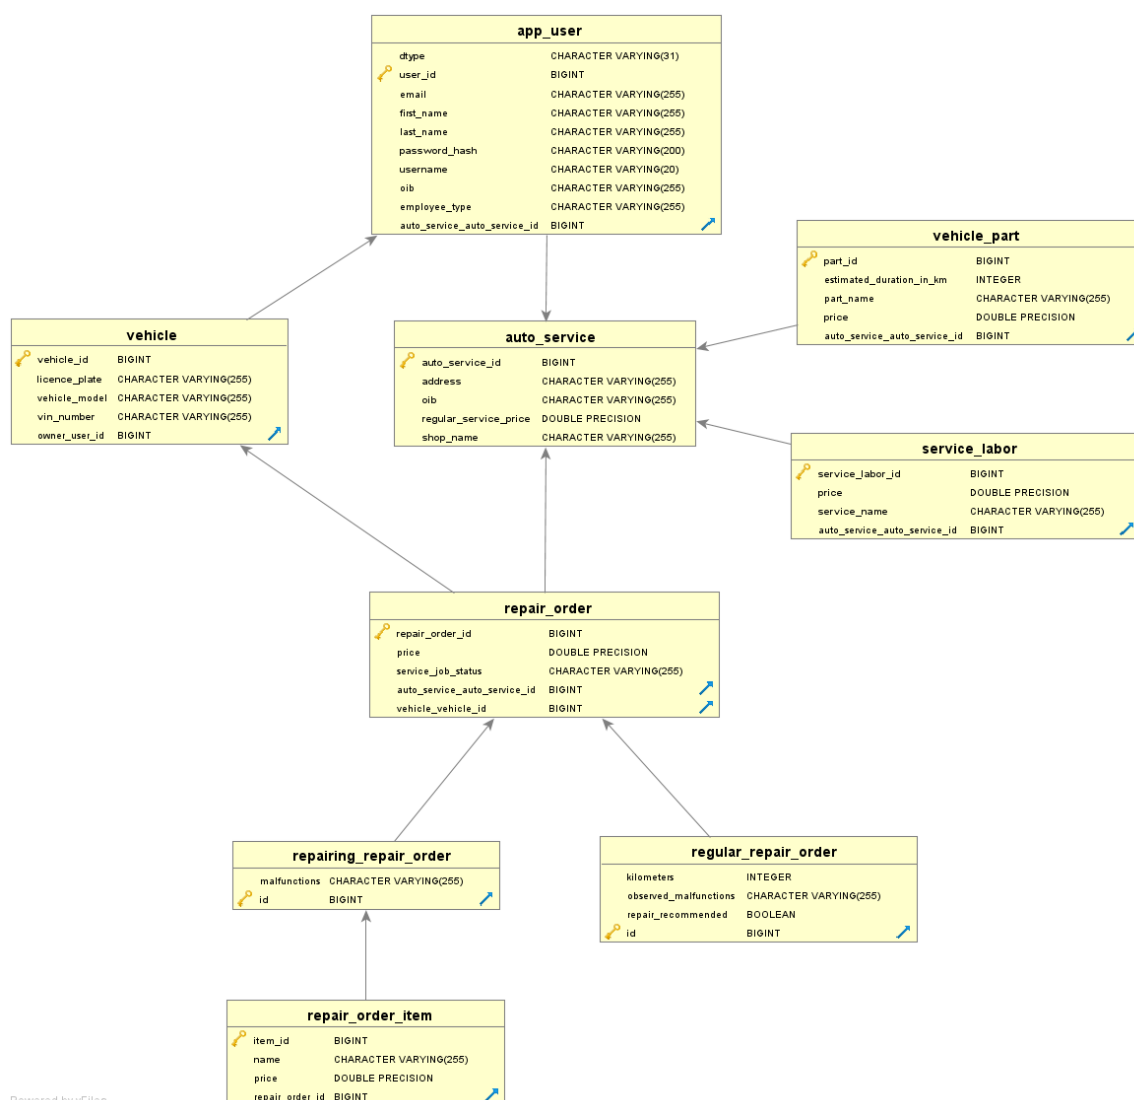 app_user
dtype CHARACTER VARYING(31)
user_id BIGINT
email CHARACTER VARYING(255)
first_name CHARACTER VARYING(255)
last_name CHARACTER VARYING(255)
password_hash CHARACTER VARYING(200)
username CHARACTER VARYING(20)
oib CHARACTER VARYING(255)
employee_type CHARACTER VARYING(255)
auto_service_auto_service_id BIGINT
vehicle_part
part_id BIGINT
estimated_duration_in_km INTEGER
part_name CHARACTER VARYING(255)
price DOUBLE PRECISION
auto_service_auto_service_id BIGINT
vehicle
vehicle_id BIGINT
licence_plate CHARACTER VARYING(255)
vehicle_model CHARACTER VARYING(255)
vin_number CHARACTER VARYING(255)
owner_user_id BIGINT
auto_service
auto_service_id BIGINT
address CHARACTER VARYING(255)
oib CHARACTER VARYING(255)
regular_service_price DOUBLE PRECISION
shop_name CHARACTER VARYING(255)
service_labor
service_labor_id BIGINT
price DOUBLE PRECISION
service_name CHARACTER VARYING(255)
auto_service_auto_service_id BIGINT
repair_order
repair_order_id BIGINT
price DOUBLE PRECISION
service_job_status CHARACTER VARYING(255)
auto_service_auto_service_id BIGINT
vehicle_vehicle_id BIGINT
repairing_repair_order
malfunctions CHARACTER VARYING(255)
id BIGINT
regular_repair_order
kilometers INTEGER
observed_malfunctions CHARACTER VARYING(255)
repair_recommended BOOLEAN
id BIGINT
repair_order_item
item_id BIGINT
name CHARACTER VARYING(255)
price DOUBLE PRECISION
repair_order_id BIGINT
Powered by yFiles